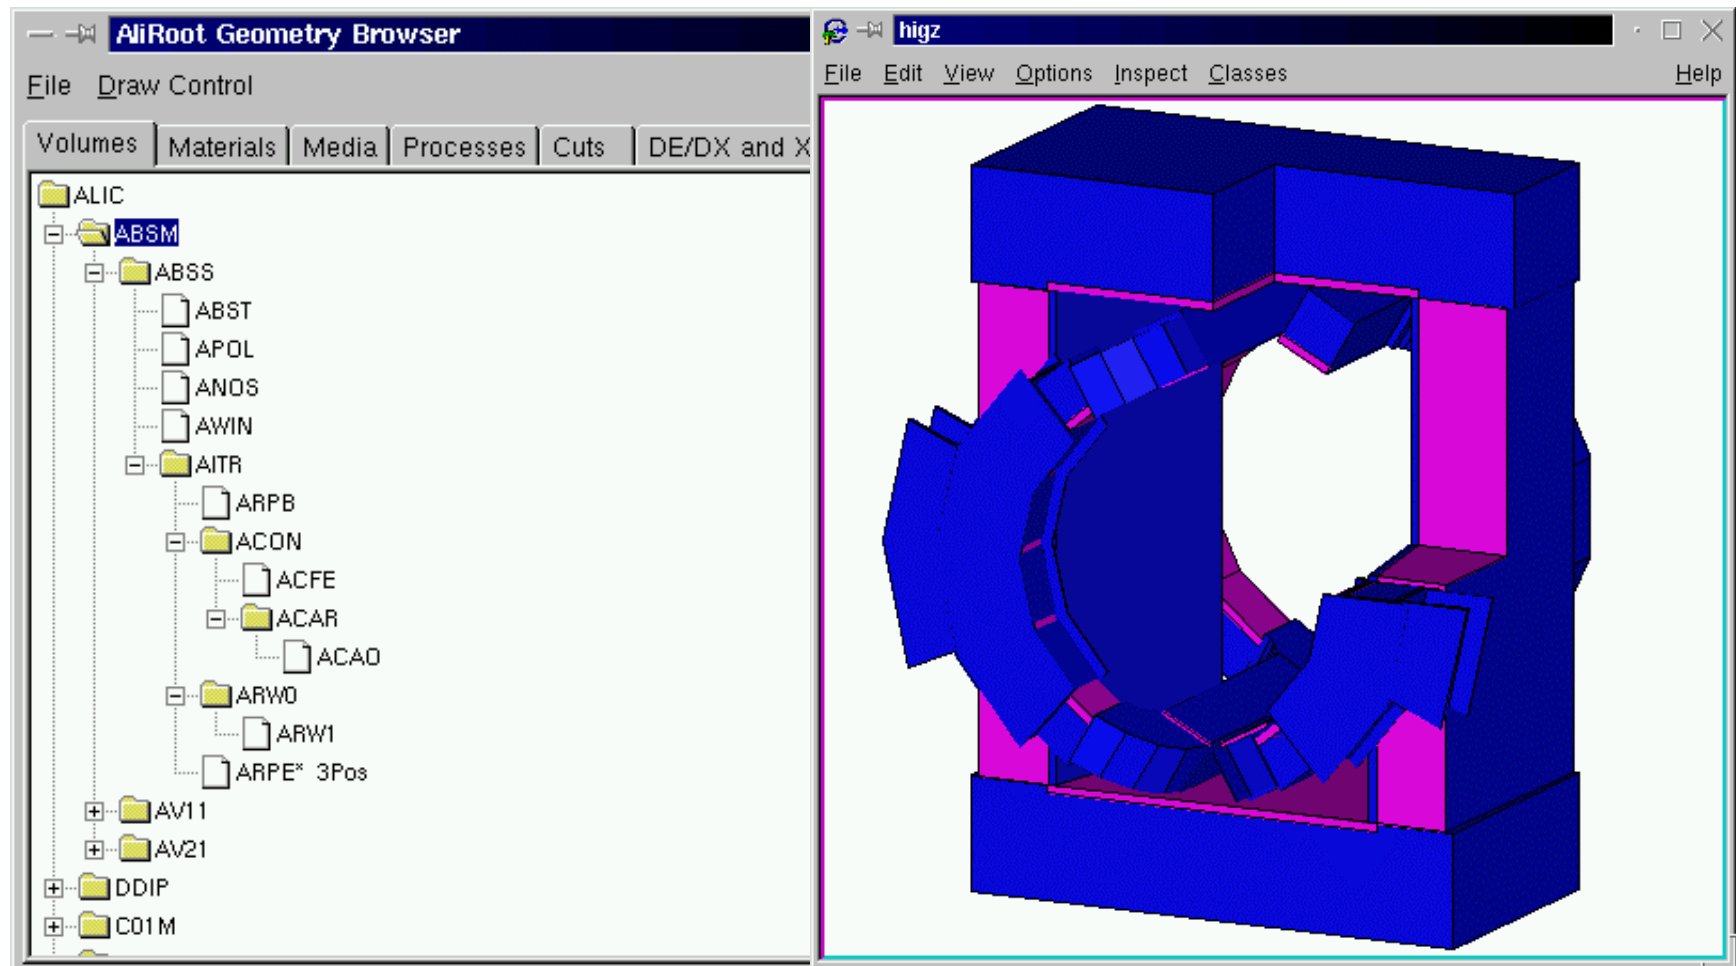 AliRoot Geometry Browser
File Draw Control
Volumes Materials Media Processes Cuts DE/DX and X
ALIC
ABSM
ABSS
ABST
APOL
ANOS
AWIN
AITR
ARPB
ACON
ACFE
ACAR
ACAO
ARW0
ARW1
ARPE* 3Pos
AV11
AV21
DDIP
C01M
higz
File Edit View Options Inspect Classes Help